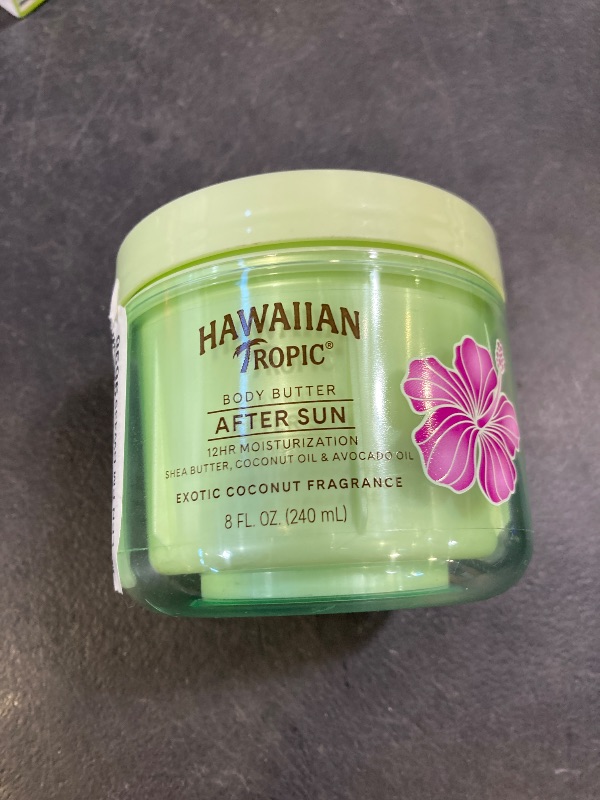 HAWAIIAN
TROPIC®
BODY BUTTER
AFTER SUN
12HR MOISTURIZATION
SHEA BUTTER, COCONUT OIL & AVOCADO OIL
EXOTIC COCONUT FRAGRANCE
8 FL. OZ. (240 mL)